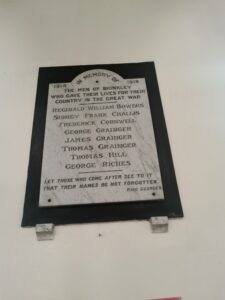 IN MEMORY OF
1914 1918
THE MEN OF BRINKLEY
WHO GAVE THEIR LIVES FOR THEIR
COUNTRY IN THE GREAT WAR
REGINALD WILLIAM BOWERS
SIDNEY FRANK CHALLIS
FREDERICK CORNWELL
GEORGE GRAINGER
JAMES GRAINGER
THOMAS GRAINGER
THOMAS HILL
GEORGE RICHES
LET THOSE WHO COME AFTER SEE TO IT
THAT THEIR NAMES BE NOT FORGOTTEN.
KING GEORGE V